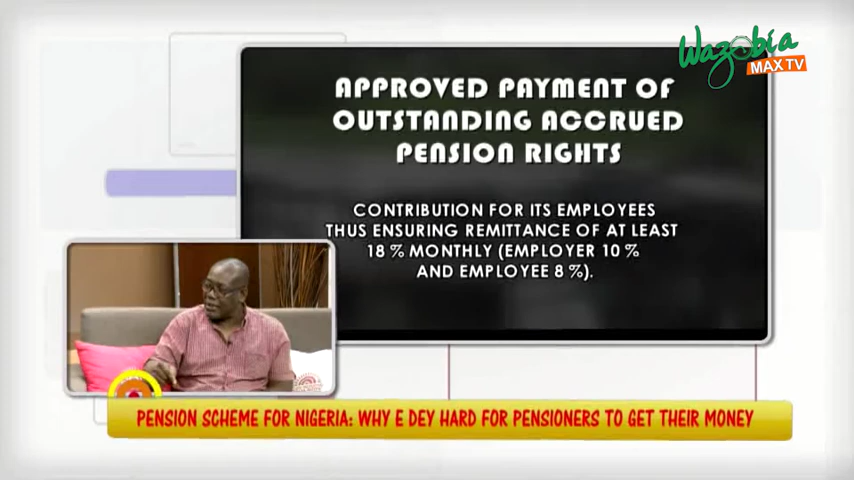 Wazobia
MAX TV
APPROVED PAYMENT OF
OUTSTANDING ACCRUED
PENSION RIGHTS
CONTRIBUTION FOR ITS EMPLOYEES
THUS ENSURING REMITTANCE OF AT LEAST
18 % MONTHLY (EMPLOYER 10 %
AND EMPLOYEE 8 %).
PENSION SCHEME FOR NIGERIA: WHY E DEY HARD FOR PENSIONERS TO GET THEIR MONEY